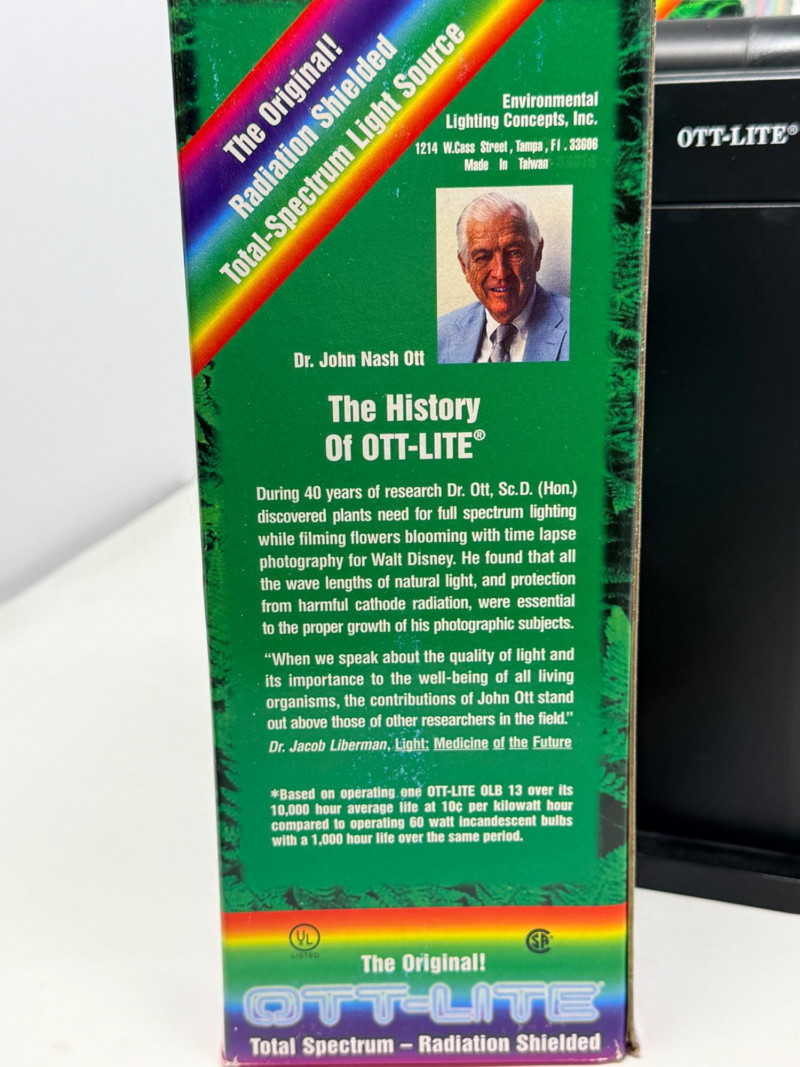 The Original!
Radiation Shielded
Total-Spectrum Light Source
Environmental
Lighting Concepts, Inc.
1214 W.Cass Street, Tampa, Fl. 33606
Made In Taiwan
OTT-LITE®
Dr. John Nash Ott
The History
Of OTT-LITE®
During 40 years of research Dr. Ott, Sc.D. (Hon.)
discovered plants need for full spectrum lighting
while filming flowers blooming with time lapse
photography for Walt Disney. He found that all
the wave lengths of natural light, and protection
from harmful cathode radiation, were essential
to the proper growth of his photographic subjects.
“When we speak about the quality of light and
its importance to the well-being of all living
organisms, the contributions of John Ott stand
out above those of other researchers in the field.”
Dr. Jacob Liberman, Light: Medicine of the Future
*Based on operating one OTT-LITE OLB 13 over its
10,000 hour average life at 10¢ per kilowatt hour
compared to operating 60 watt incandescent bulbs
with a 1,000 hour life over the same period.
UL
LISTED
SA
The Original!
OTT-LITE
Total Spectrum – Radiation Shielded